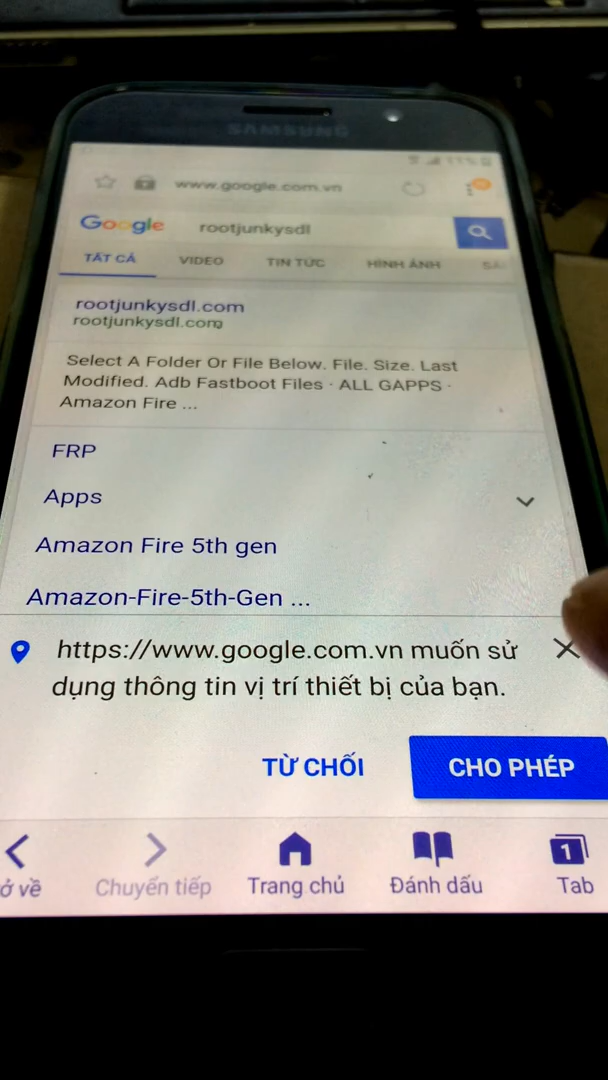 SAMSUNG
11%
www.google.com.vn
Google
rootjunkysdl
TẤT CẢ VIDEO TIN TỨC HÌNH ẢNH
rootjunkysdl.com
rootjunkysdl.com
Select A Folder Or File Below. File. Size. Last
Modified. Adb Fastboot Files · ALL GAPPS ·
Amazon Fire ...
FRP
Apps
Amazon Fire 5th gen
Amazon-Fire-5th-Gen ...
https://www.google.com.vn muốn sử
dụng thông tin vị trí thiết bị của bạn.
TỪ CHỐI CHO PHÉP
1
ở về Chuyển tiếp Trang chủ Đánh dấu Tab